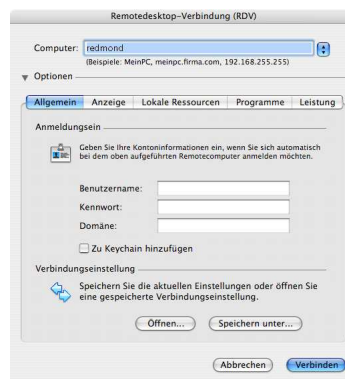 Remotedesktop-Verbindung (RDV)
Computer: redmond
(Beispiele: MeinPC, meinpc.firma.com, 192.168.255.255)
Optionen
Allgemein Anzeige Lokale Ressourcen Programme Leistung
Anmeldungsein
Geben Sie Ihre Kontoinformationen ein, wenn Sie sich automatisch
bei dem oben aufgeführten Remotecomputer anmelden möchten.
Benutzername:
Kennwort:
Domäne:
Zu Keychain hinzufügen
Verbindungseinstellung
Speichern Sie die aktuellen Einstellungen oder öffnen Sie
eine gespeicherte Verbindungseinstellung.
Öffnen... Speichern unter...
Abbrechen Verbinden